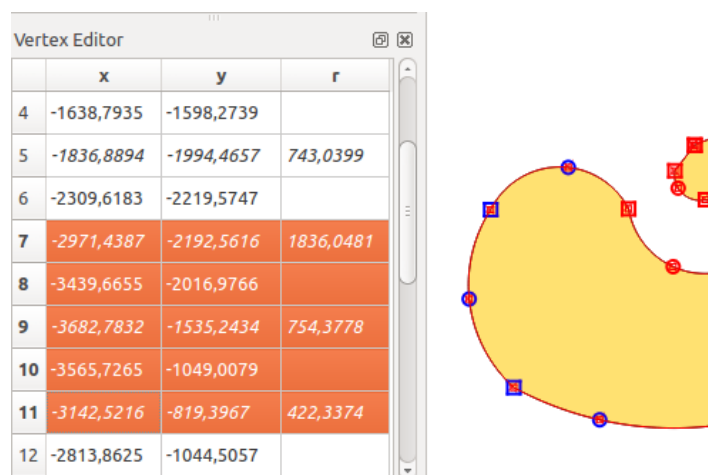 Vertex Editor
x y r
4 -1638,7935 -1598,2739
5 -1836,8894 -1994,4657 743,0399
6 -2309,6183 -2219,5747
7 -2971,4387 -2192,5616 1836,0481
8 -3439,6655 -2016,9766
9 -3682,7832 -1535,2434 754,3778
10 -3565,7265 -1049,0079
11 -3142,5216 -819,3967 422,3374
12 -2813,8625 -1044,5057